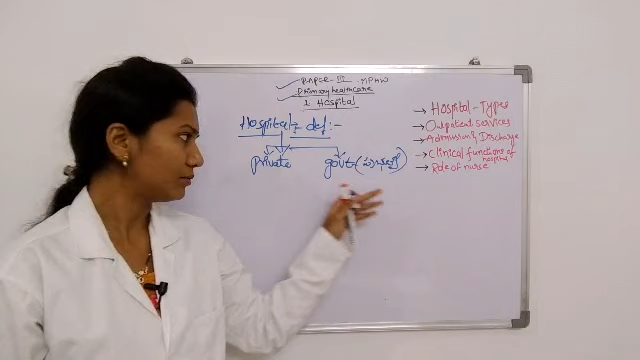 PAPER-III MPHW
Primary healthcare
1. Hospital
Hospital:- def:-
private govt
→ Hospital - Types
→ Outpatient services
→ Admission & Discharge
→ Clinical functions of hospital
→ Role of nurse